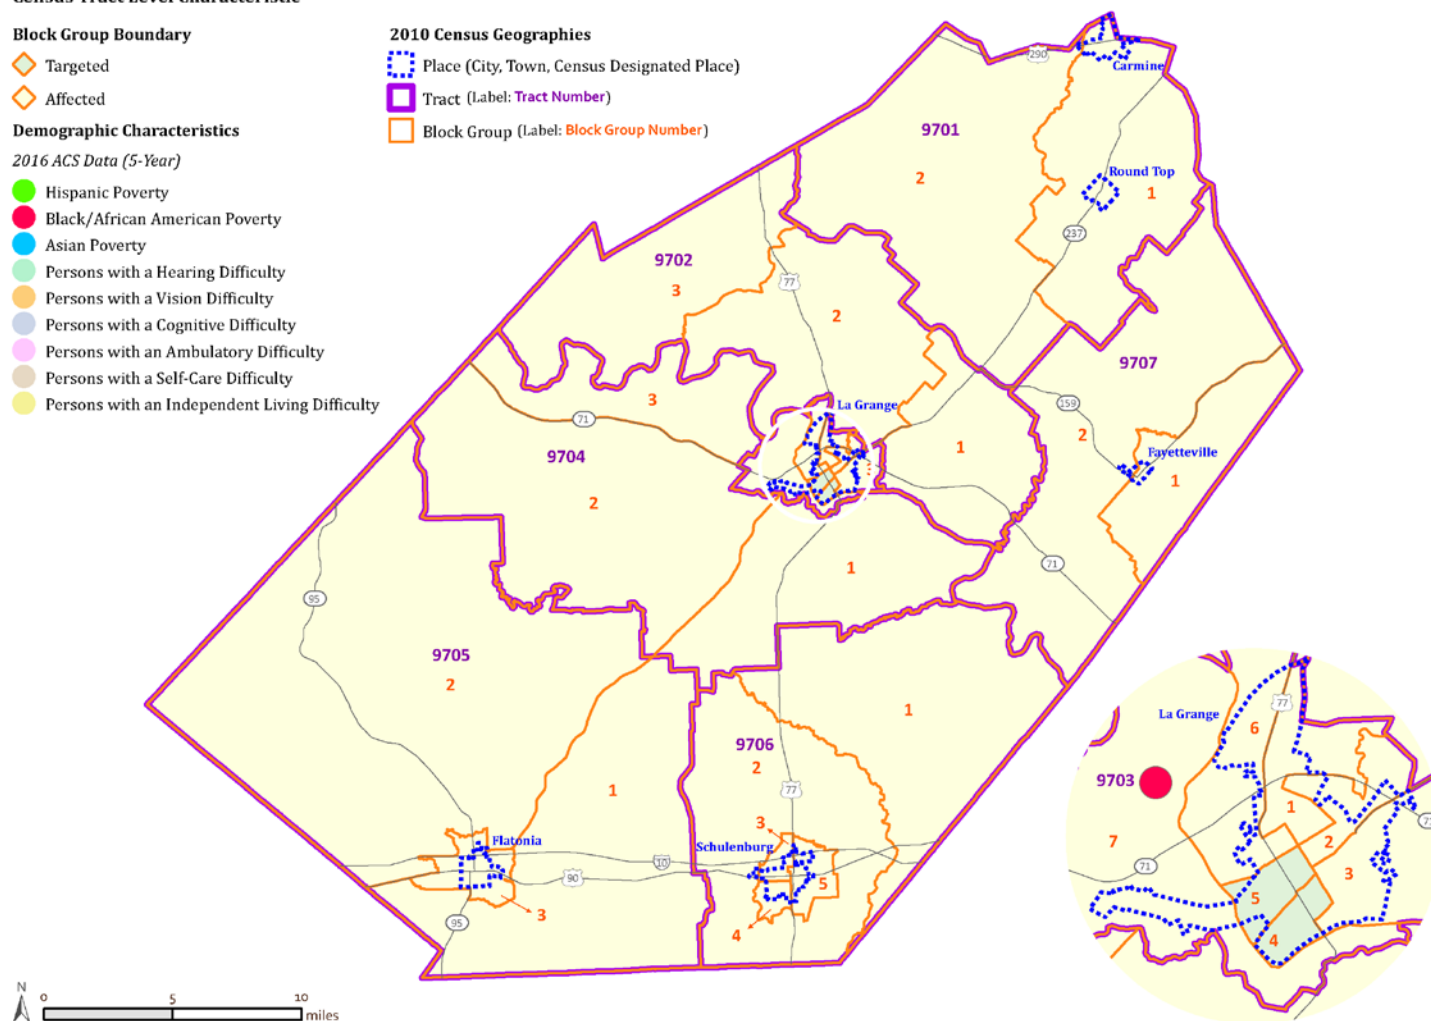 Census Tract Level Characteristic
Block Group Boundary
Targeted
Affected
Demographic Characteristics
2016 ACS Data (5-Year)
Hispanic Poverty
Black/African American Poverty
Asian Poverty
Persons with a Hearing Difficulty
Persons with a Vision Difficulty
Persons with a Cognitive Difficulty
Persons with an Ambulatory Difficulty
Persons with a Self-Care Difficulty
Persons with an Independent Living Difficulty
2010 Census Geographies
Place (City, Town, Census Designated Place)
Tract (Label: Tract Number)
Block Group (Label: Block Group Number)
290
Carmine
9701
2
Round Top
1
237
9702
3
77
2
9707
3
La Grange
159
71
2
1
Fayetteville
9704
1
2
71
1
95
9705
2
1
9706
2
1
77
3
Flatonia
Schulenburg
10
90
5
3
95
4
La Grange
77
6
9703
1
7
2
71
3
5
4
N
0
5
10
miles